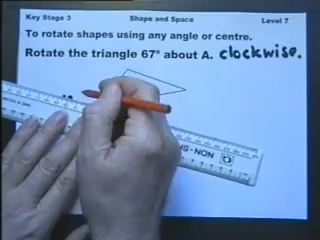 Key Stage 3 Shape and Space Level 7
To rotate shapes using any angle or centre.
Rotate the triangle 67° about A. clockwise.